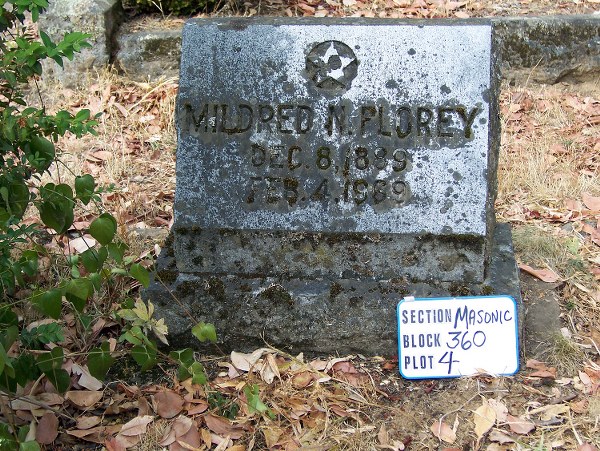 MILDRED N. FLOREY
DEC. 8, 1899
FEB. 4, 1969
SECTION MASONIC
BLOCK 360
PLOT 4